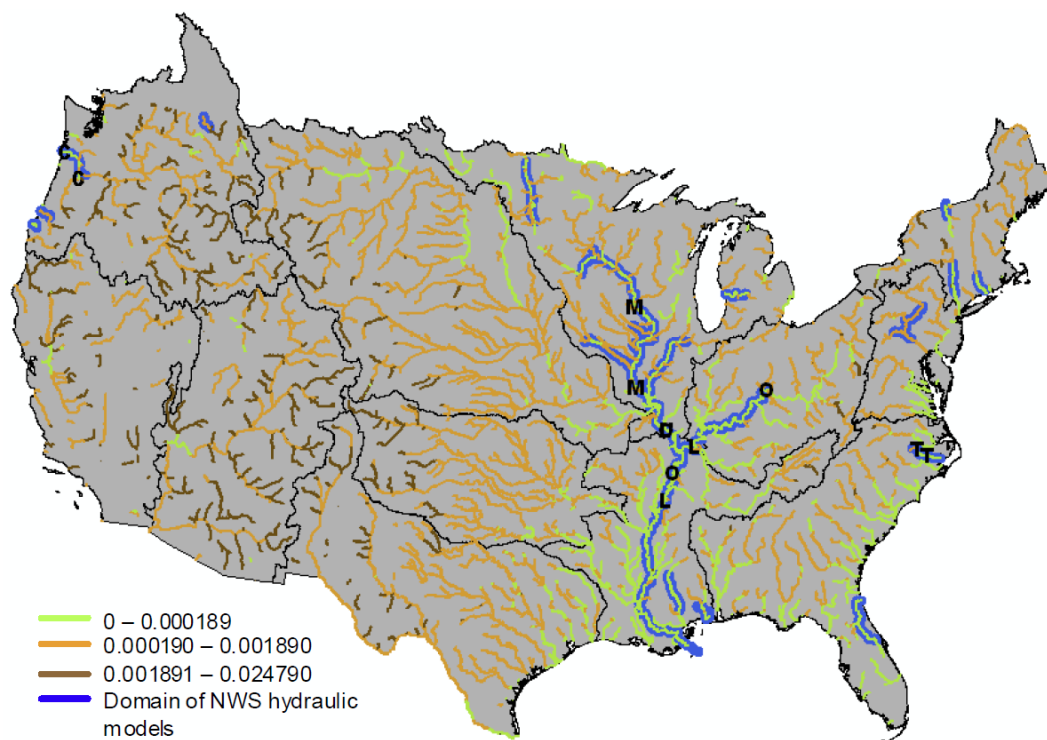 C
C
M
M
O
D
L
O
L
TT
0 – 0.000189
0.000190 – 0.001890
0.001891 – 0.024790
Domain of NWS hydraulic
models